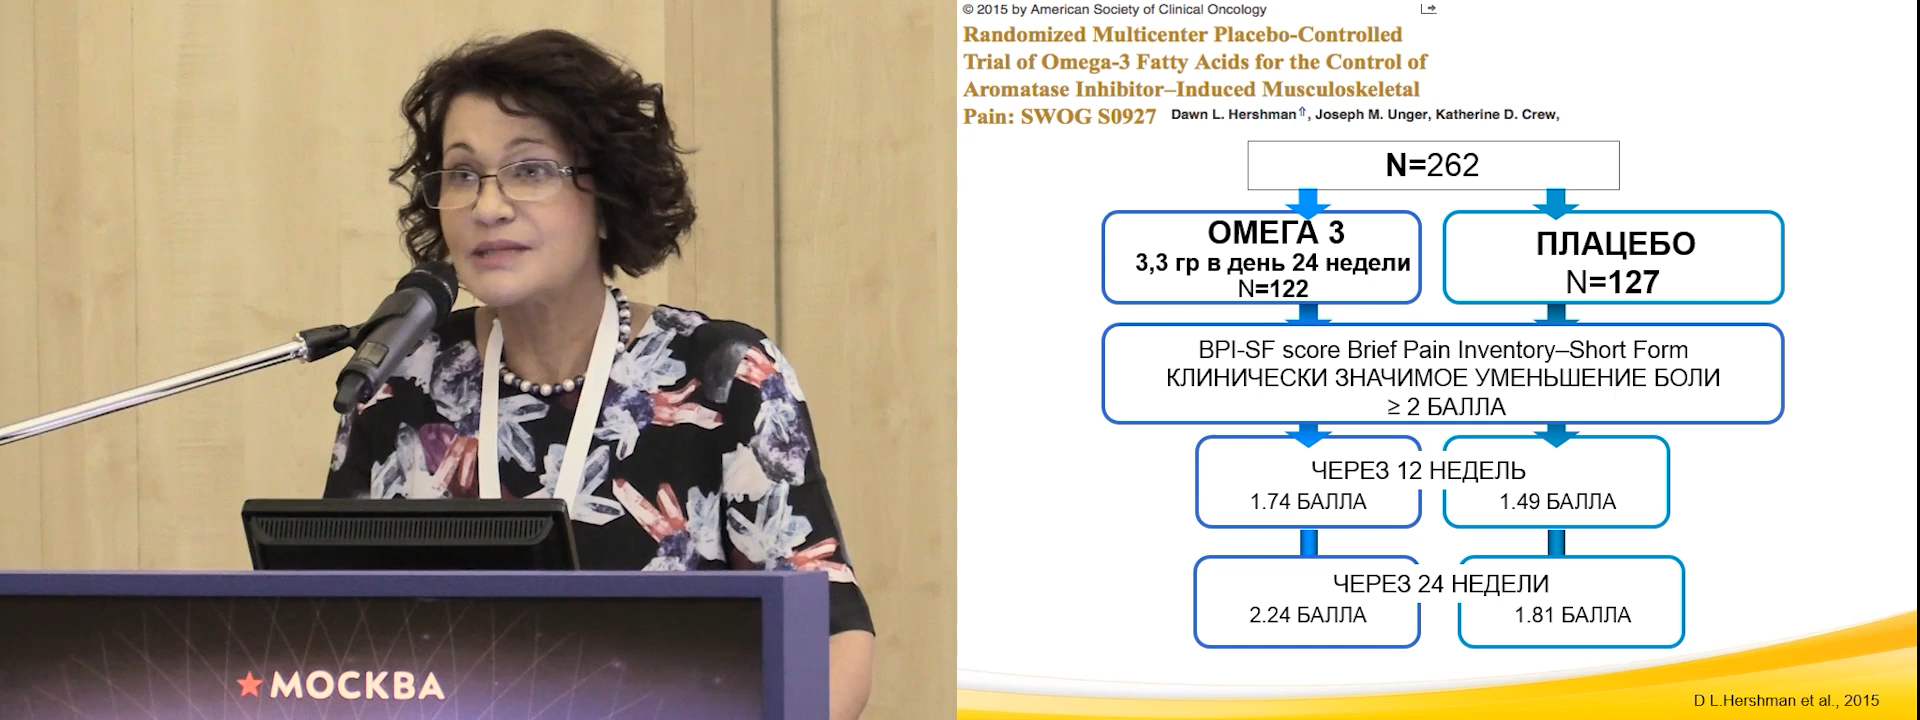 © 2015 by American Society of Clinical Oncology
Randomized Multicenter Placebo-Controlled
Trial of Omega-3 Fatty Acids for the Control of
Aromatase Inhibitor–Induced Musculoskeletal
Pain: SWOG S0927 Dawn L. Hershman⇑, Joseph M. Unger, Katherine D. Crew,
N=262
ОМЕГА 3
3,3 гр в день 24 недели
N=122
ПЛАЦЕБО
N=127
BPI-SF score Brief Pain Inventory–Short Form
КЛИНИЧЕСКИ ЗНАЧИМОЕ УМЕНЬШЕНИЕ БОЛИ
≥ 2 БАЛЛА
ЧЕРЕЗ 12 НЕДЕЛЬ
1.74 БАЛЛА 1.49 БАЛЛА
ЧЕРЕЗ 24 НЕДЕЛИ
2.24 БАЛЛА 1.81 БАЛЛА
D L.Hershman et al., 2015
МОСКВА